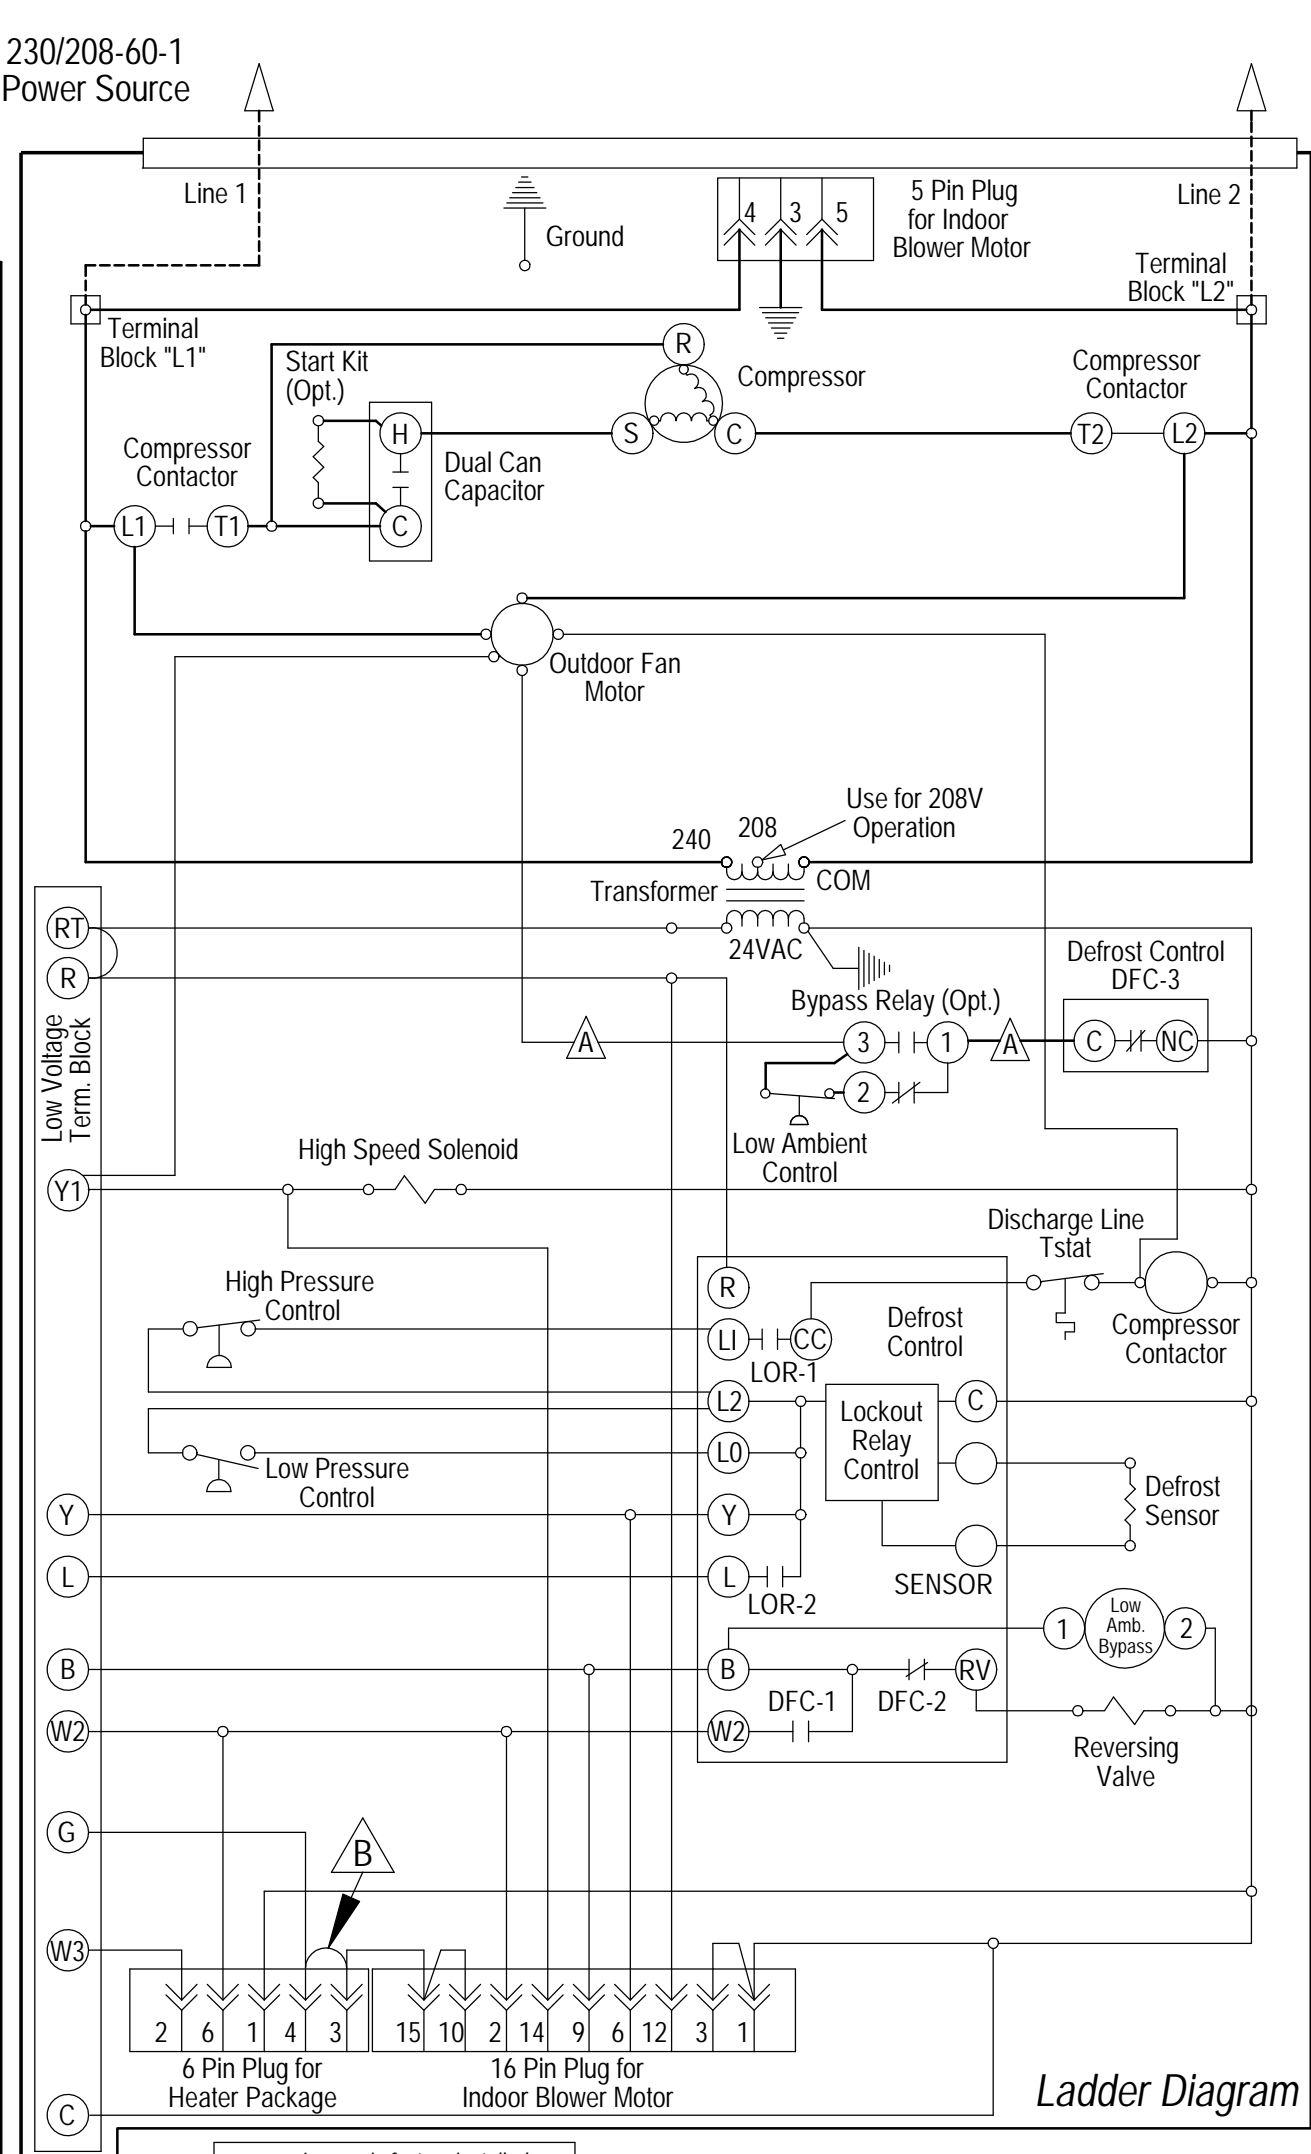 230/208-60-1
Power Source
Line 1
Ground
4 3 5
5 Pin Plug
for Indoor
Blower Motor
Line 2
Terminal
Block "L2"
Terminal
Block "L1"
Start Kit
(Opt.)
R
Compressor
S
C
Compressor
Contactor
T2
L2
H
C
Dual Can
Capacitor
Compressor
Contactor
L1
T1
Outdoor Fan
Motor
Use for 208V
Operation
240
208
COM
Transformer
24VAC
RT
R
Low Voltage
Term. Block
Defrost Control
DFC-3
Bypass Relay (Opt.)
A
3
1
A
C
NC
2
Low Ambient
Control
High Speed Solenoid
Y1
Discharge Line
Tstat
High Pressure
Control
R
Defrost
Control
Compressor
Contactor
LI
CC
LOR-1
L2
Lockout
Relay
Control
C
L0
Low Pressure
Control
Defrost
Sensor
Y
Y
L
L
LOR-2
SENSOR
1
Low
Amb.
Bypass
2
B
B
DFC-1
DFC-2
RV
W2
W2
Reversing
Valve
G
B
W3
2 6 1 4 3
15 10 2 14 9 6 12 3 1
6 Pin Plug for
Heater Package
16 Pin Plug for
Indoor Blower Motor
Ladder Diagram
C